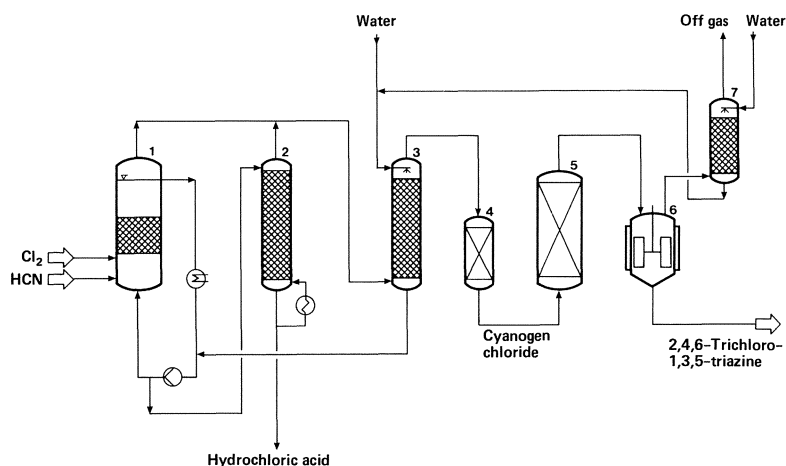 Water
Off gas
Water
7
1
2
3
5
4
6
Cl₂
HCN
Cyanogen
chloride
2,4,6-Trichloro-
1,3,5-triazine
Hydrochloric acid